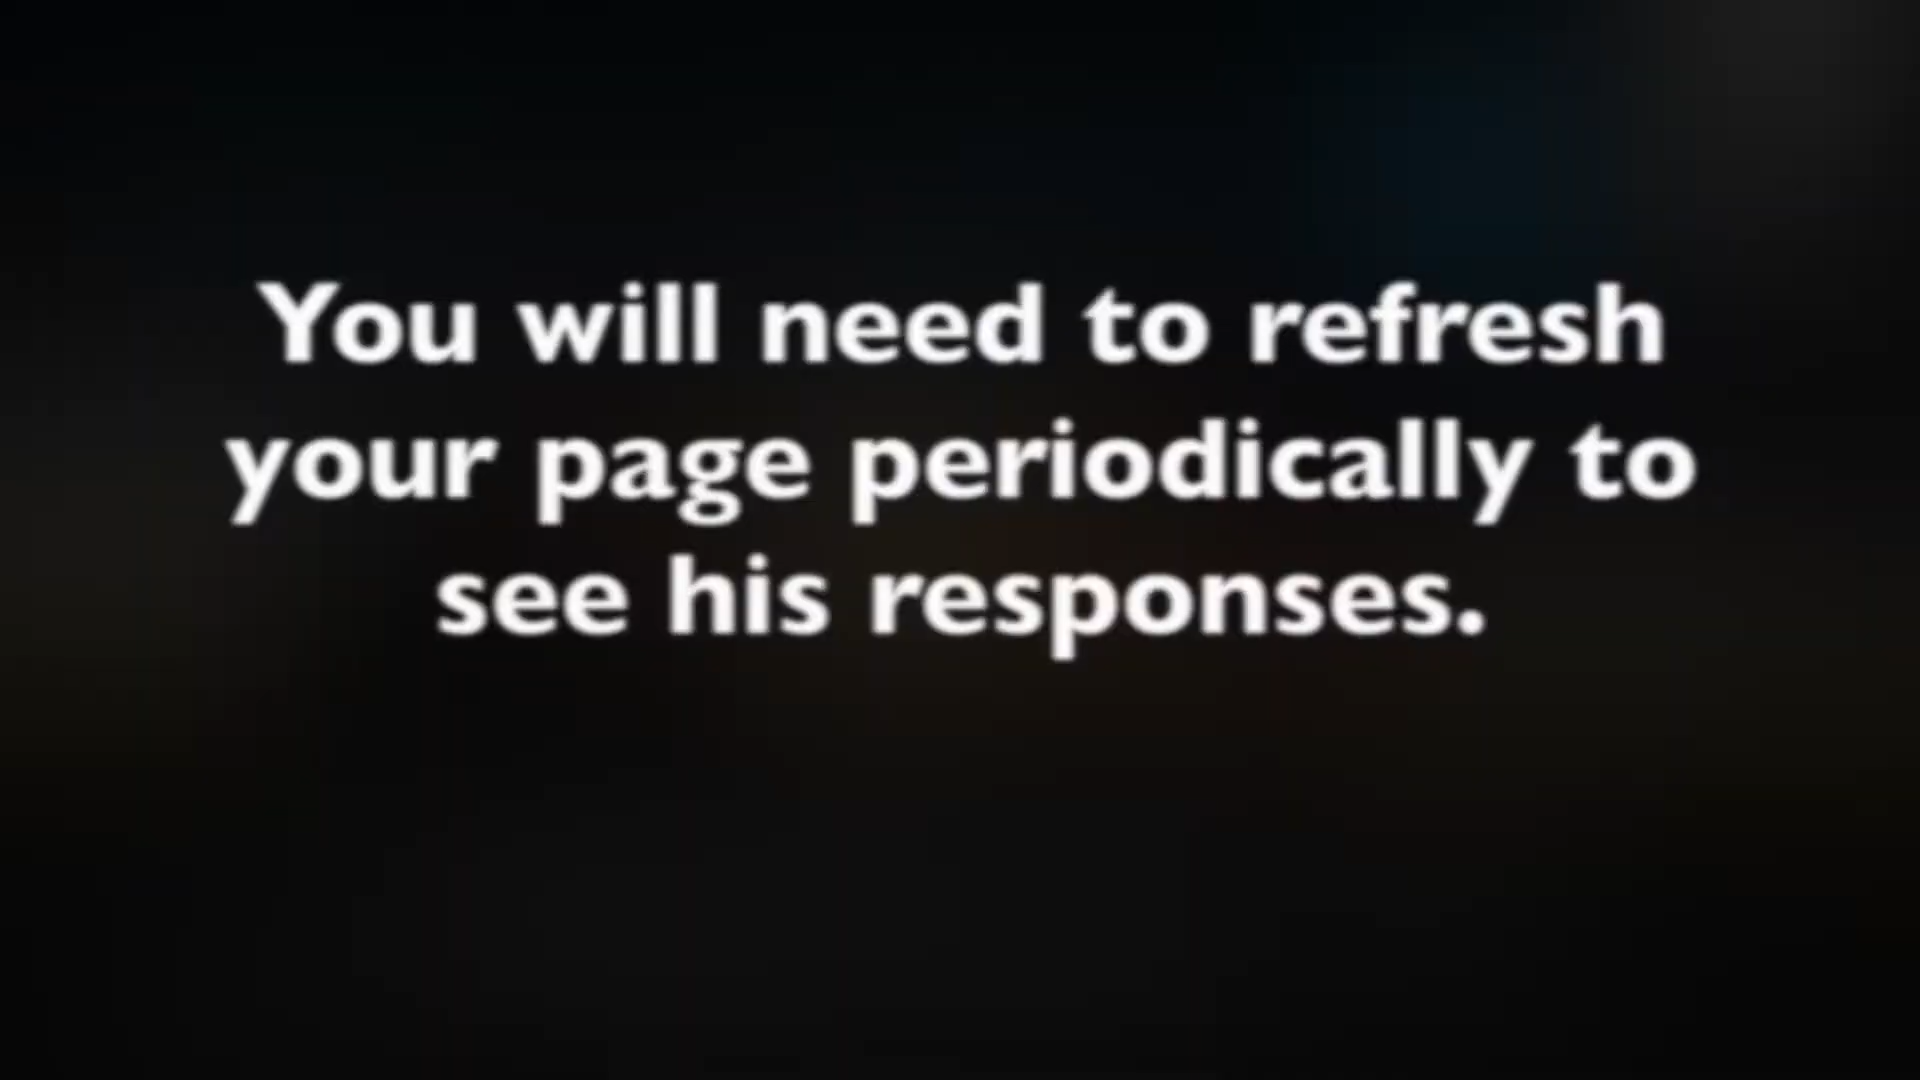 You will need to refresh
your page periodically to
see his responses.